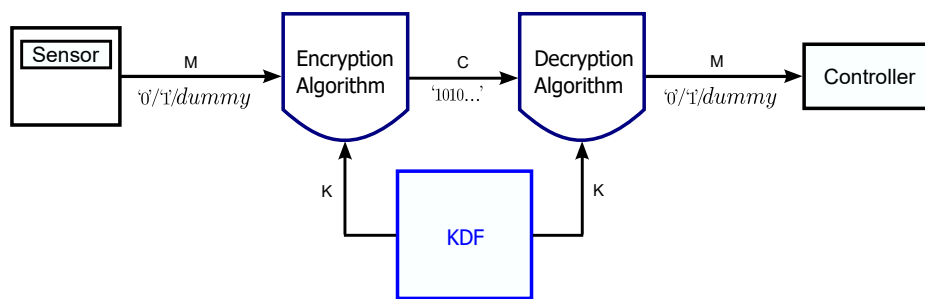 Sensor
M
'0'/'1'/dummy
Encryption
Algorithm
C
'1010...'
Decryption
Algorithm
M
'0'/'1'/dummy
Controller
K
KDF
K